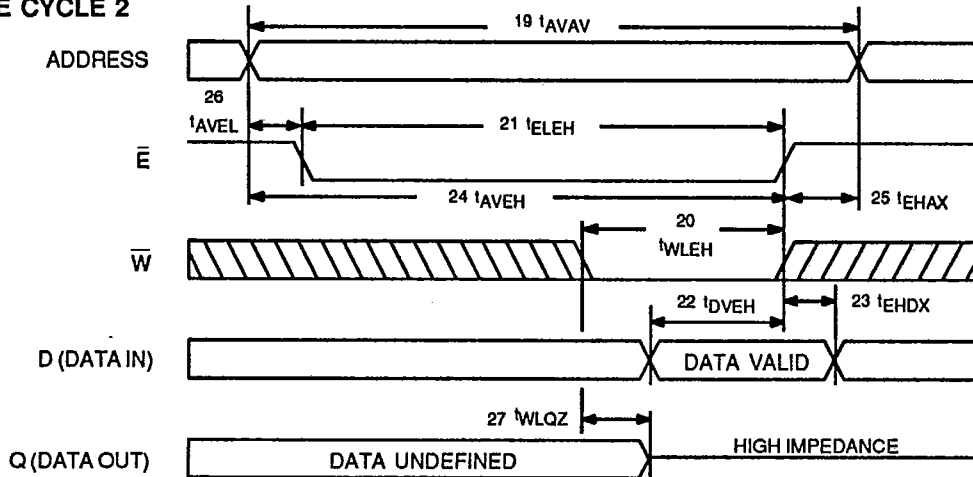 E CYCLE 2
19 tAVAV
ADDRESS
26
tAVEL
21 tELEH
E
24 tAVEH
25 tEHAX
20
tWLEH
W
22 tDVEH
23 tEHDX
D (DATA IN)
DATA VALID
27 tWLQZ
Q (DATA OUT)
DATA UNDEFINED
HIGH IMPEDANCE